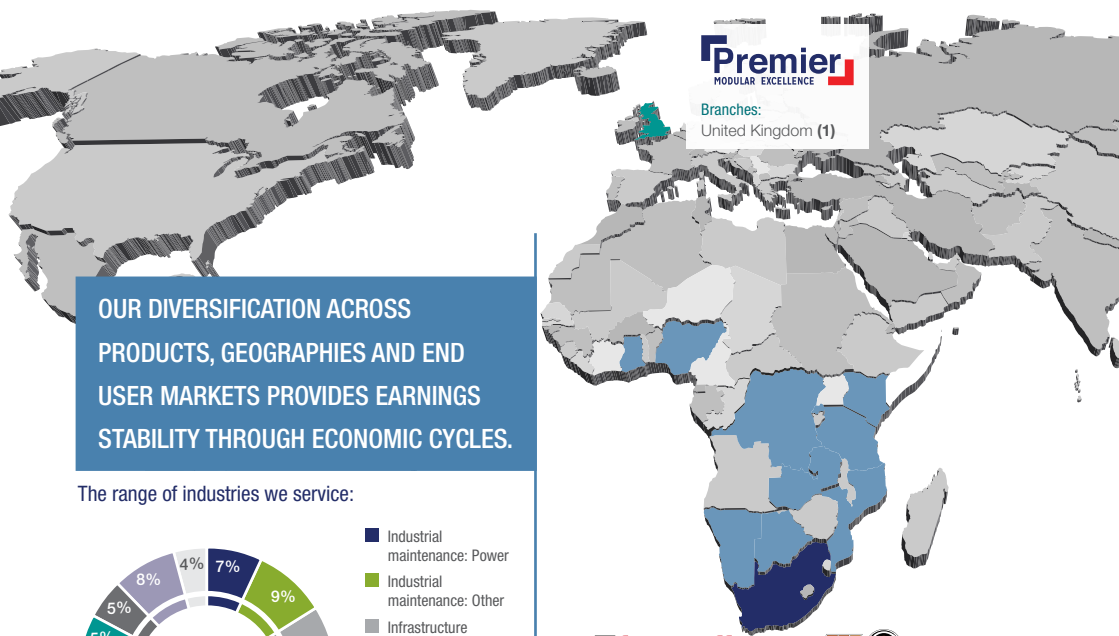 Premier
MODULAR EXCELLENCE
Branches:
United Kingdom (1)
OUR DIVERSIFICATION ACROSS
PRODUCTS, GEOGRAPHIES AND END
USER MARKETS PROVIDES EARNINGS
STABILITY THROUGH ECONOMIC CYCLES.
The range of industries we service:
Industrial
maintenance: Power
Industrial
maintenance: Other
Infrastructure
4%
7%
8%
9%
5%
5%